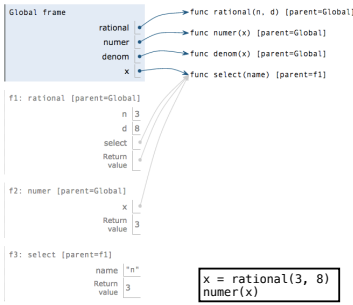 Global frame
rational
numer
denom
x
func rational(n, d) [parent=Global]
func numer(x) [parent=Global]
func denom(x) [parent=Global]
func select(name) [parent=f1]
f1: rational [parent=Global]
n 3
d 8
select
Return
value
f2: numer [parent=Global]
x
Return
value 3
f3: select [parent=f1]
name "n"
Return
value 3
x = rational(3, 8)
numer(x)